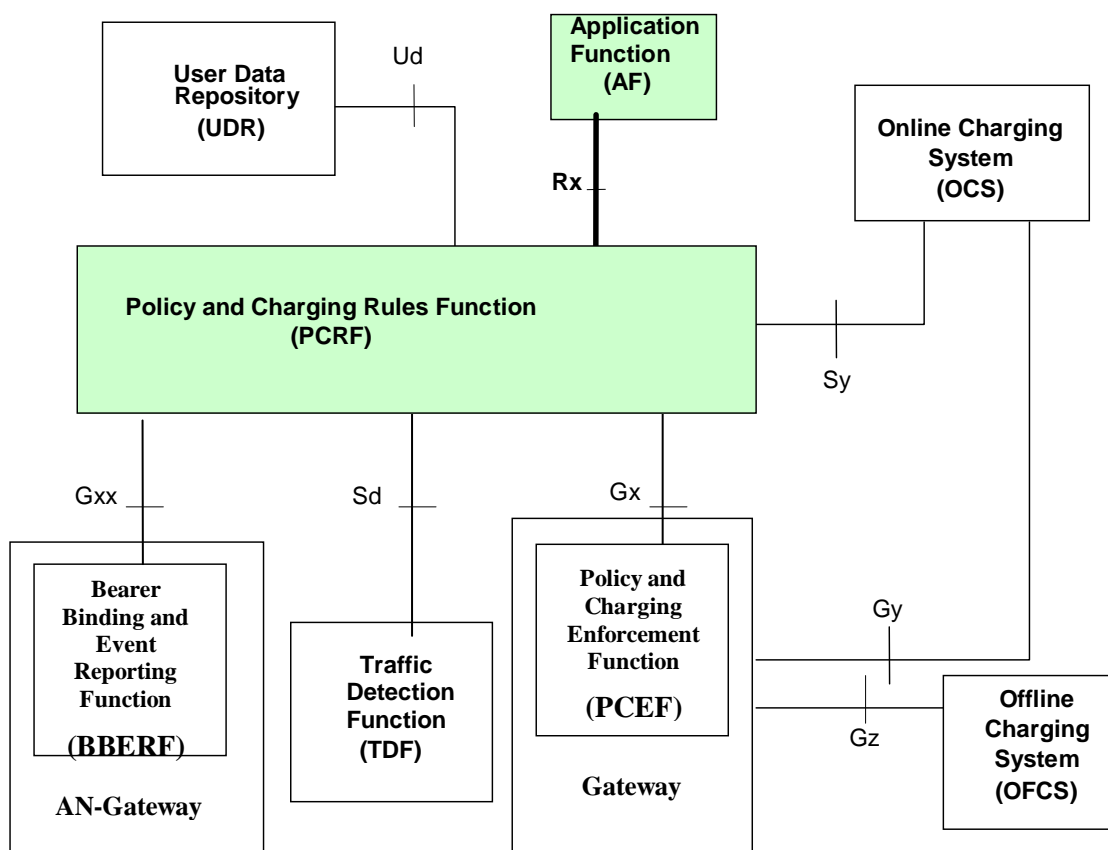 User Data
Repository
(UDR)
Ud
Application
Function
(AF)
Rx
Online Charging
System
(OCS)
Policy and Charging Rules Function
(PCRF)
Sy
Gxx
Sd
Gx
Bearer
Binding and
Event
Reporting
Function
(BBERF)
AN-Gateway
Traffic
Detection
Function
(TDF)
Policy and
Charging
Enforcement
Function
(PCEF)
Gateway
Gy
Gz
Offline
Charging
System
(OFCS)